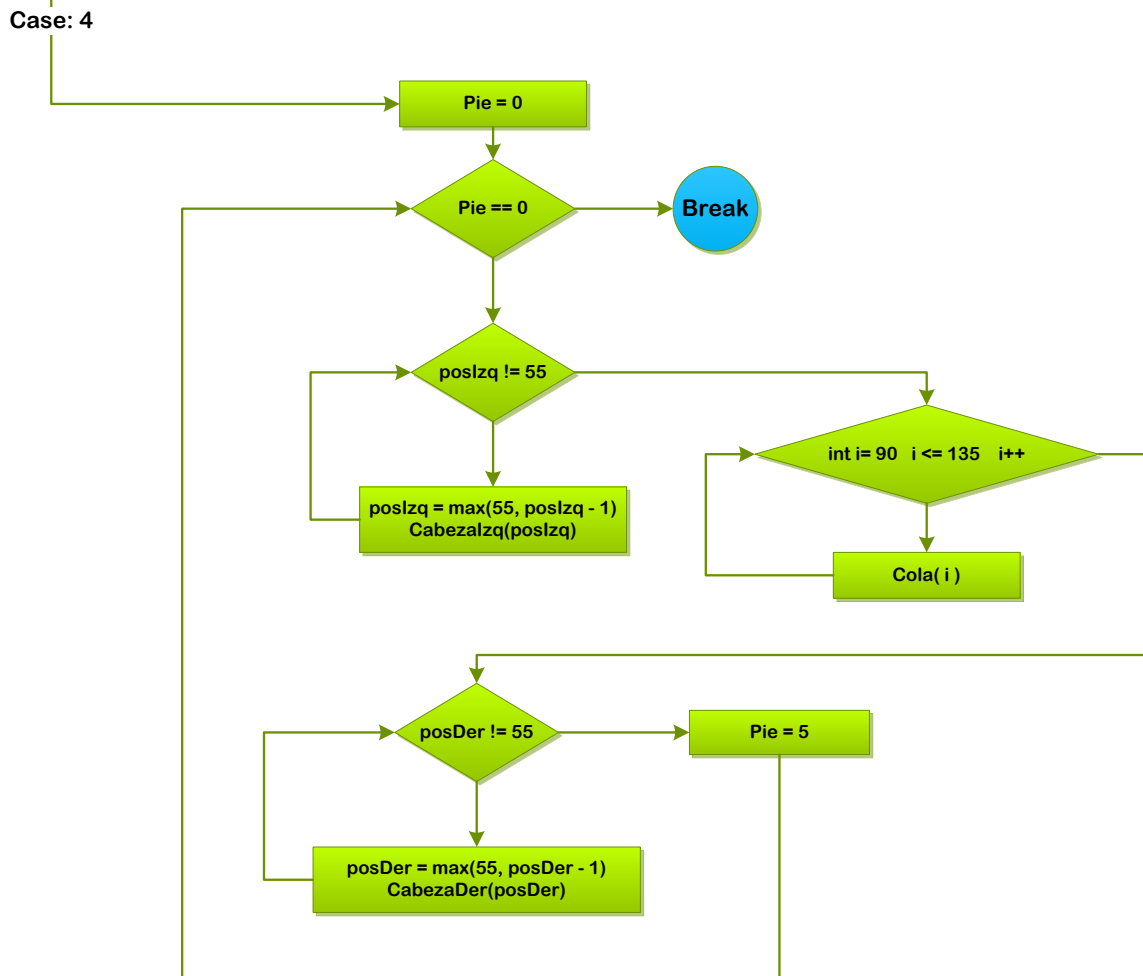 Case: 4
Pie = 0
Pie == 0
Break
posIzq != 55
int i= 90 i <= 135 i++
posIzq = max(55, posIzq - 1)
CabezaIzq(posIzq)
Cola( i )
posDer != 55
Pie = 5
posDer = max(55, posDer - 1)
CabezaDer(posDer)